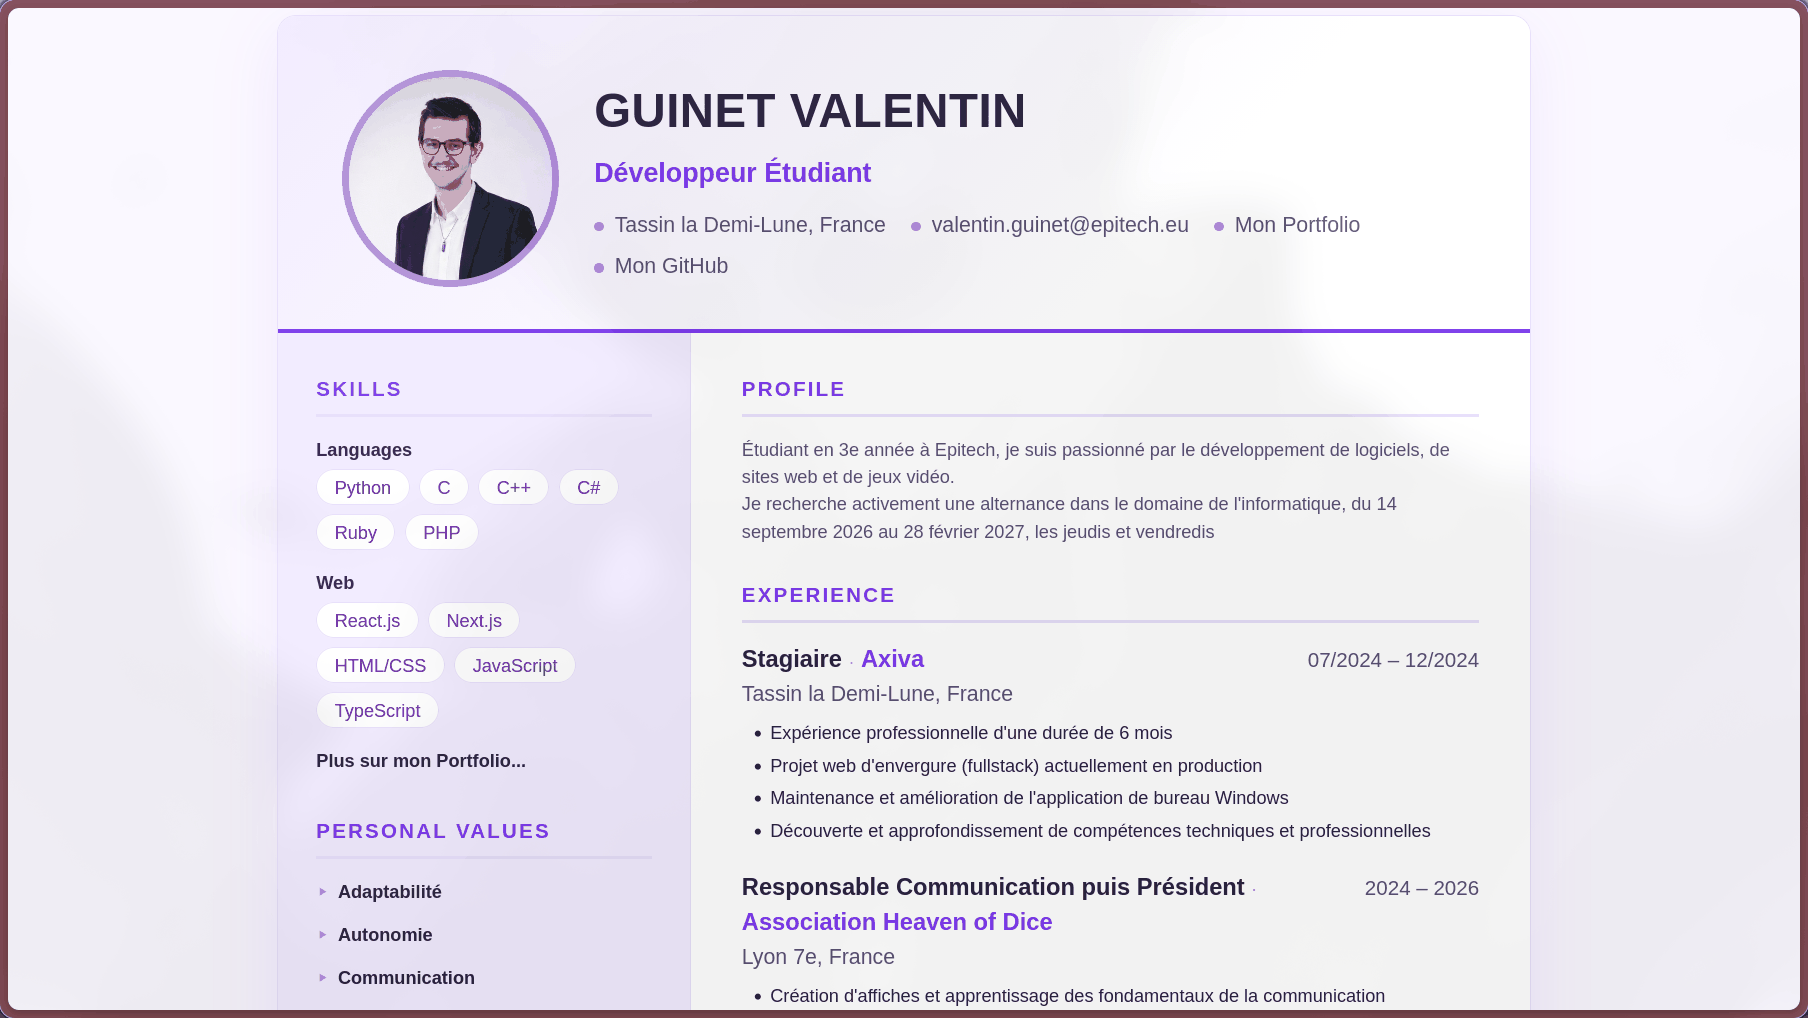 GUINET VALENTIN
Développeur Étudiant
Tassin la Demi-Lune, France valentin.guinet@epitech.eu Mon Portfolio
Mon GitHub
SKILLS
Languages
Python C C++ C#
Ruby PHP
Web
React.js Next.js
HTML/CSS JavaScript
TypeScript
Plus sur mon Portfolio...
PERSONAL VALUES
Adaptabilité
Autonomie
Communication
PROFILE
Étudiant en 3e année à Epitech, je suis passionné par le développement de logiciels, de
sites web et de jeux vidéo.
Je recherche activement une alternance dans le domaine de l'informatique, du 14
septembre 2026 au 28 février 2027, les jeudis et vendredis
EXPERIENCE
Stagiaire · Axiva 07/2024 – 12/2024
Tassin la Demi-Lune, France
• Expérience professionnelle d'une durée de 6 mois
• Projet web d'envergure (fullstack) actuellement en production
• Maintenance et amélioration de l'application de bureau Windows
• Découverte et approfondissement de compétences techniques et professionnelles
Responsable Communication puis Président · 2024 – 2026
Association Heaven of Dice
Lyon 7e, France
• Création d'affiches et apprentissage des fondamentaux de la communication